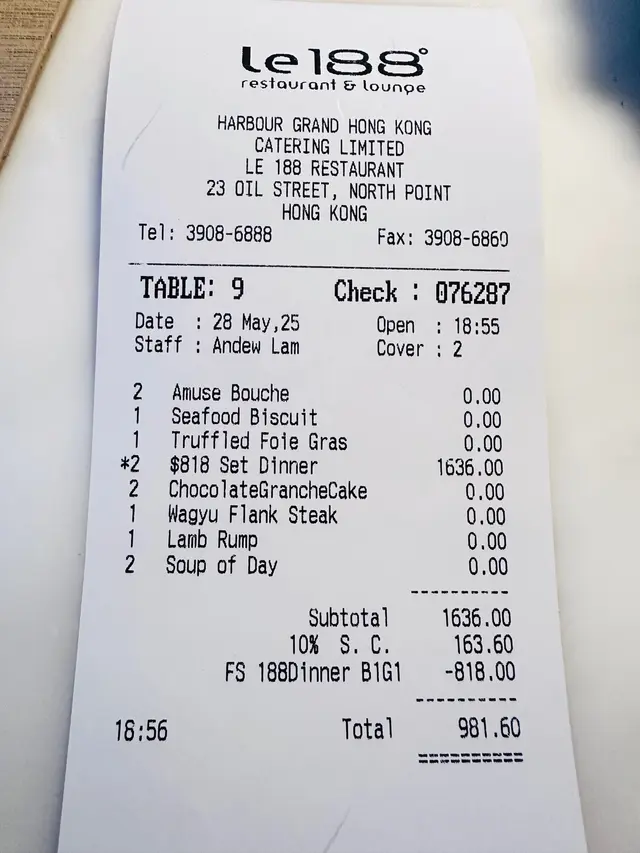 Le188°
restaurant & lounge
HARBOUR GRAND HONG KONG
CATERING LIMITED
LE 188 RESTAURANT
23 OIL STREET, NORTH POINT
HONG KONG
Tel: 3908-6888 Fax: 3908-6860
TABLE: 9 Check : 076287
Date : 28 May,25 Open : 18:55
Staff : Andew Lam Cover : 2
2 Amuse Bouche 0.00
1 Seafood Biscuit 0.00
1 Truffled Foie Gras 0.00
*2 $818 Set Dinner 1636.00
2 ChocolateGrancheCake 0.00
1 Wagyu Flank Steak 0.00
1 Lamb Rump 0.00
2 Soup of Day 0.00
Subtotal 1636.00
10% S. C. 163.60
FS 188Dinner B1G1 -818.00
18:56 Total 981.60